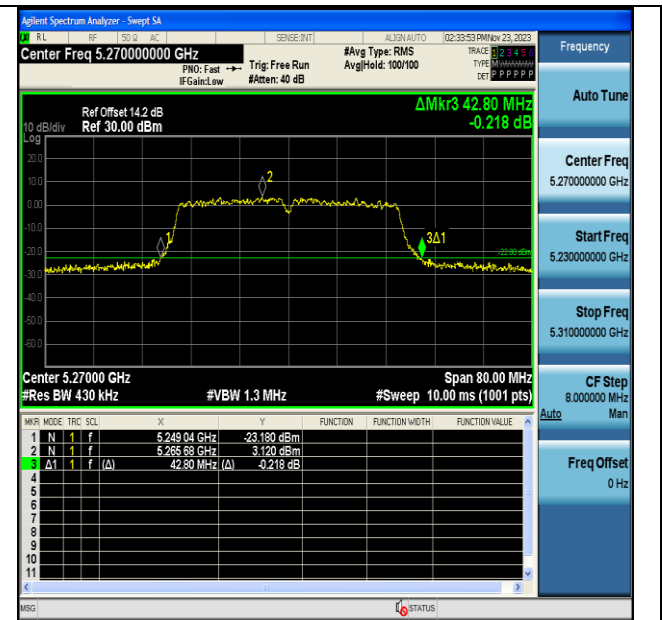 Agilent Spectrum Analyzer - Swept SA
RL RF 50 Ω AC SENSE:INT ALIGN AUTO 02:33:53 PM Nov 23, 2023
Center Freq 5.270000000 GHz #Avg Type: RMS TRACE 1 2 3 4 5 6
PNO: Fast Trig: Free Run Avg|Hold: 100/100 TYPE MWWWWW
IFGain:Low #Atten: 40 dB DET P P P P P P
ΔMkr3 42.80 MHz
-0.218 dB
Ref Offset 14.2 dB
10 dB/div Ref 30.00 dBm
Log
20.0
10.0
0.00
-10.0
-20.0
-30.0
-40.0
-50.0
-60.0
1
2
3Δ1
-22.88 dBm
Center 5.27000 GHz Span 80.00 MHz
#Res BW 430 kHz #VBW 1.3 MHz #Sweep 10.00 ms (1001 pts)
MKR MODE TRC SCL X Y FUNCTION FUNCTION WIDTH FUNCTION VALUE
1 N 1 f 5.249 04 GHz -23.180 dBm
2 N 1 f 5.265 68 GHz 3.120 dBm
3 Δ1 1 f (Δ) 42.80 MHz (Δ) -0.218 dB
4
5
6
7
8
9
10
11
MSG STATUS
Frequency
Auto Tune
Center Freq
5.270000000 GHz
Start Freq
5.230000000 GHz
Stop Freq
5.310000000 GHz
CF Step
8.000000 MHz
Auto Man
Freq Offset
0 Hz